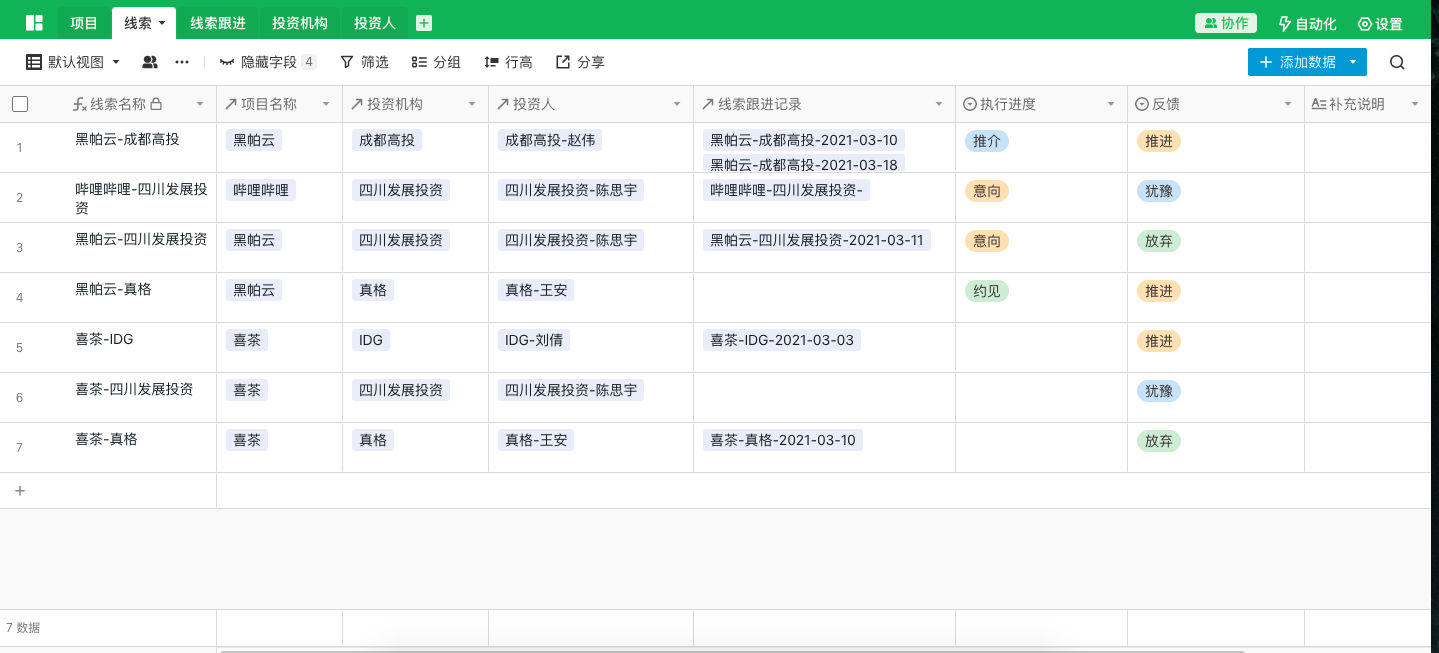 项目 线索 线索跟进 投资机构 投资人 协作 自动化 设置
默认视图 隐藏字段 4 筛选 分组 行高 分享 添加数据
线索名称 项目名称 投资机构 投资人 线索跟进记录 执行进度 反馈 补充说明
1 黑帕云-成都高投 黑帕云 成都高投 成都高投-赵伟 黑帕云-成都高投-2021-03-10 推介 推进
黑帕云-成都高投-2021-03-18
2 哔哩哔哩-四川发展投 哔哩哔哩 四川发展投资 四川发展投资-陈思宇 哔哩哔哩-四川发展投资- 意向 犹豫
资
3 黑帕云-四川发展投资 黑帕云 四川发展投资 四川发展投资-陈思宇 黑帕云-四川发展投资-2021-03-11 意向 放弃
4 黑帕云-真格 黑帕云 真格 真格-王安 约见 推进
5 喜茶-IDG 喜茶 IDG IDG-刘倩 喜茶-IDG-2021-03-03 推进
6 喜茶-四川发展投资 喜茶 四川发展投资 四川发展投资-陈思宇 犹豫
7 喜茶-真格 喜茶 真格 真格-王安 喜茶-真格-2021-03-10 放弃
7 数据